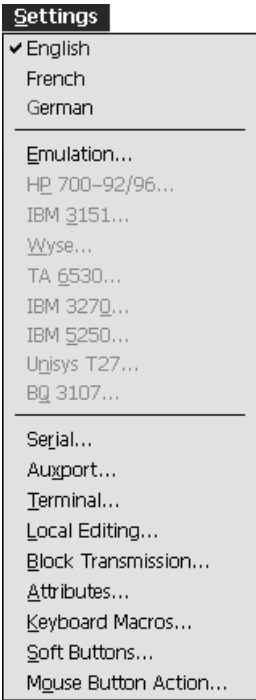 Settings
✔ English
French
German
Emulation...
HP 700-92/96...
IBM 3151...
Wyse...
TA 6530...
IBM 3270...
IBM 5250...
Unisys T27...
BQ 3107...
Serial...
Auxport...
Terminal...
Local Editing...
Block Transmission...
Attributes...
Keyboard Macros...
Soft Buttons...
Mouse Button Action...